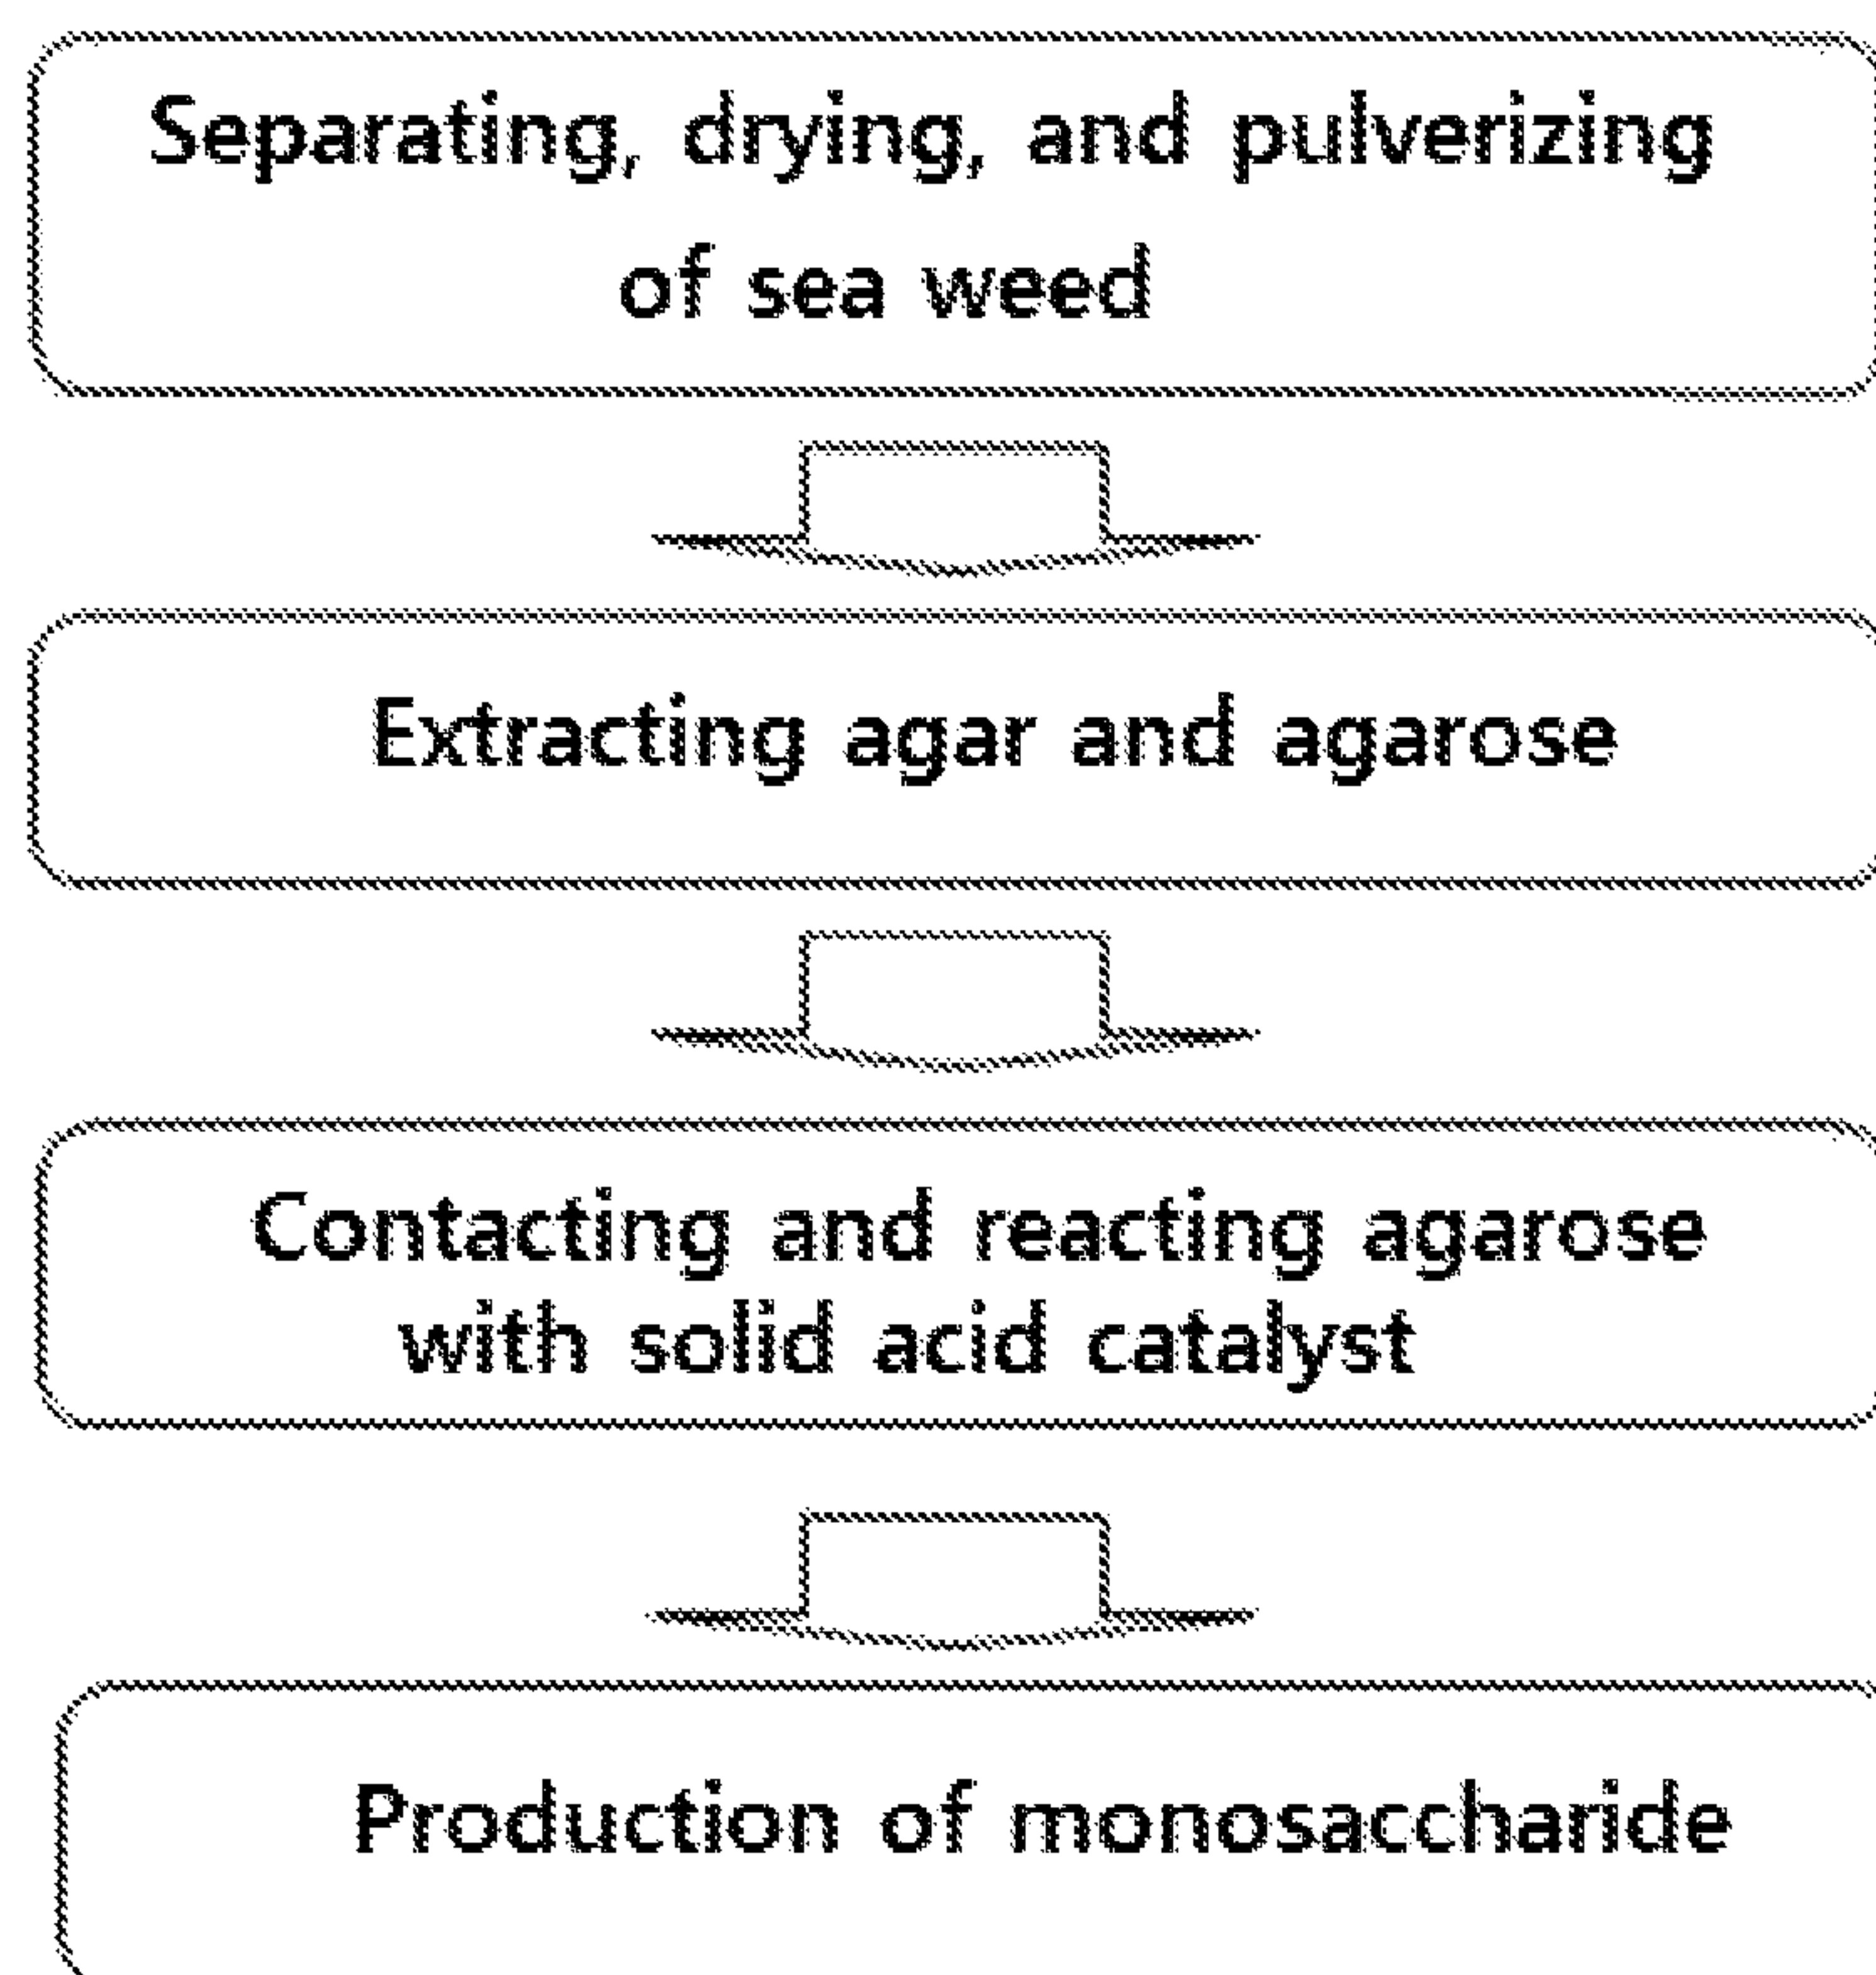 Separating, drying, and pulverizing
of sea weed
Extracting agar and agarose
Contacting and reacting agarose
with solid acid catalyst
Production of monosaccharide